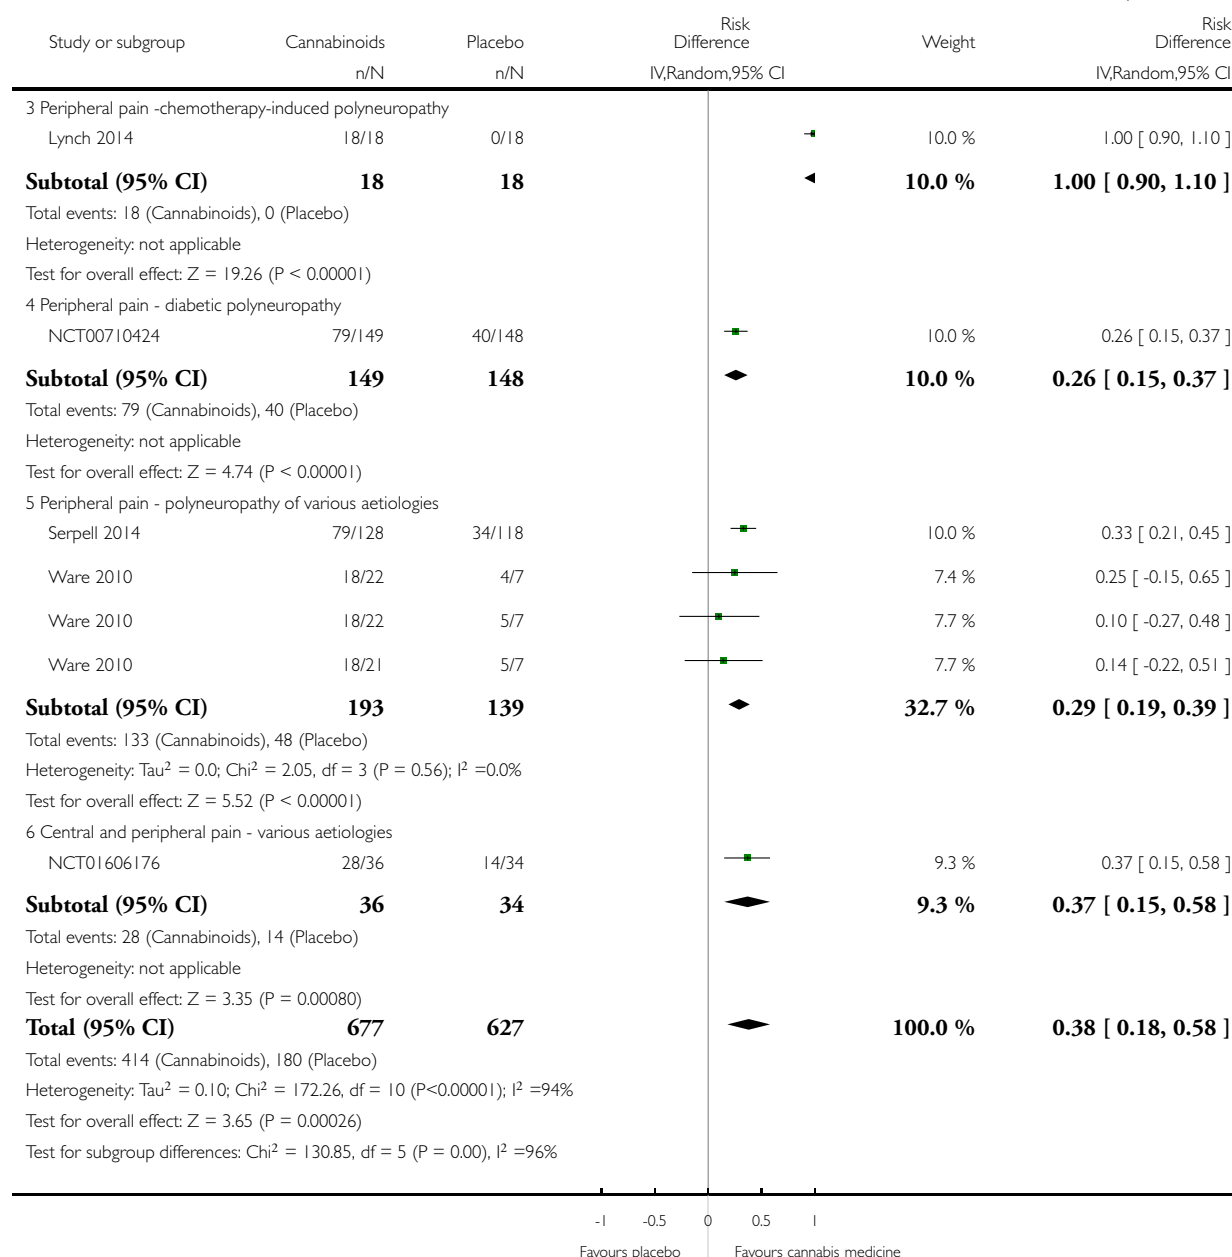 Risk Risk
Study or subgroup Cannabinoids Placebo Difference Weight Difference
n/N n/N IV,Random,95% CI IV,Random,95% CI
3 Peripheral pain -chemotherapy-induced polyneuropathy
Lynch 2014 18/18 0/18 10.0 % 1.00 [ 0.90, 1.10 ]
Subtotal (95% CI) 18 18 10.0 % 1.00 [ 0.90, 1.10 ]
Total events: 18 (Cannabinoids), 0 (Placebo)
Heterogeneity: not applicable
Test for overall effect: Z = 19.26 (P < 0.00001)
4 Peripheral pain - diabetic polyneuropathy
NCT00710424 79/149 40/148 10.0 % 0.26 [ 0.15, 0.37 ]
Subtotal (95% CI) 149 148 10.0 % 0.26 [ 0.15, 0.37 ]
Total events: 79 (Cannabinoids), 40 (Placebo)
Heterogeneity: not applicable
Test for overall effect: Z = 4.74 (P < 0.00001)
5 Peripheral pain - polyneuropathy of various aetiologies
Serpell 2014 79/128 34/118 10.0 % 0.33 [ 0.21, 0.45 ]
Ware 2010 18/22 4/7 7.4 % 0.25 [ -0.15, 0.65 ]
Ware 2010 18/22 5/7 7.7 % 0.10 [ -0.27, 0.48 ]
Ware 2010 18/21 5/7 7.7 % 0.14 [ -0.22, 0.51 ]
Subtotal (95% CI) 193 139 32.7 % 0.29 [ 0.19, 0.39 ]
Total events: 133 (Cannabinoids), 48 (Placebo)
Heterogeneity: Tau² = 0.0; Chi² = 2.05, df = 3 (P = 0.56); I² =0.0%
Test for overall effect: Z = 5.52 (P < 0.00001)
6 Central and peripheral pain - various aetiologies
NCT01606176 28/36 14/34 9.3 % 0.37 [ 0.15, 0.58 ]
Subtotal (95% CI) 36 34 9.3 % 0.37 [ 0.15, 0.58 ]
Total events: 28 (Cannabinoids), 14 (Placebo)
Heterogeneity: not applicable
Test for overall effect: Z = 3.35 (P = 0.00080)
Total (95% CI) 677 627 100.0 % 0.38 [ 0.18, 0.58 ]
Total events: 414 (Cannabinoids), 180 (Placebo)
Heterogeneity: Tau² = 0.10; Chi² = 172.26, df = 10 (P<0.00001); I² =94%
Test for overall effect: Z = 3.65 (P = 0.00026)
Test for subgroup differences: Chi² = 130.85, df = 5 (P = 0.00), I² =96%
-1 -0.5 0 0.5 1
Favours placebo Favours cannabis medicine